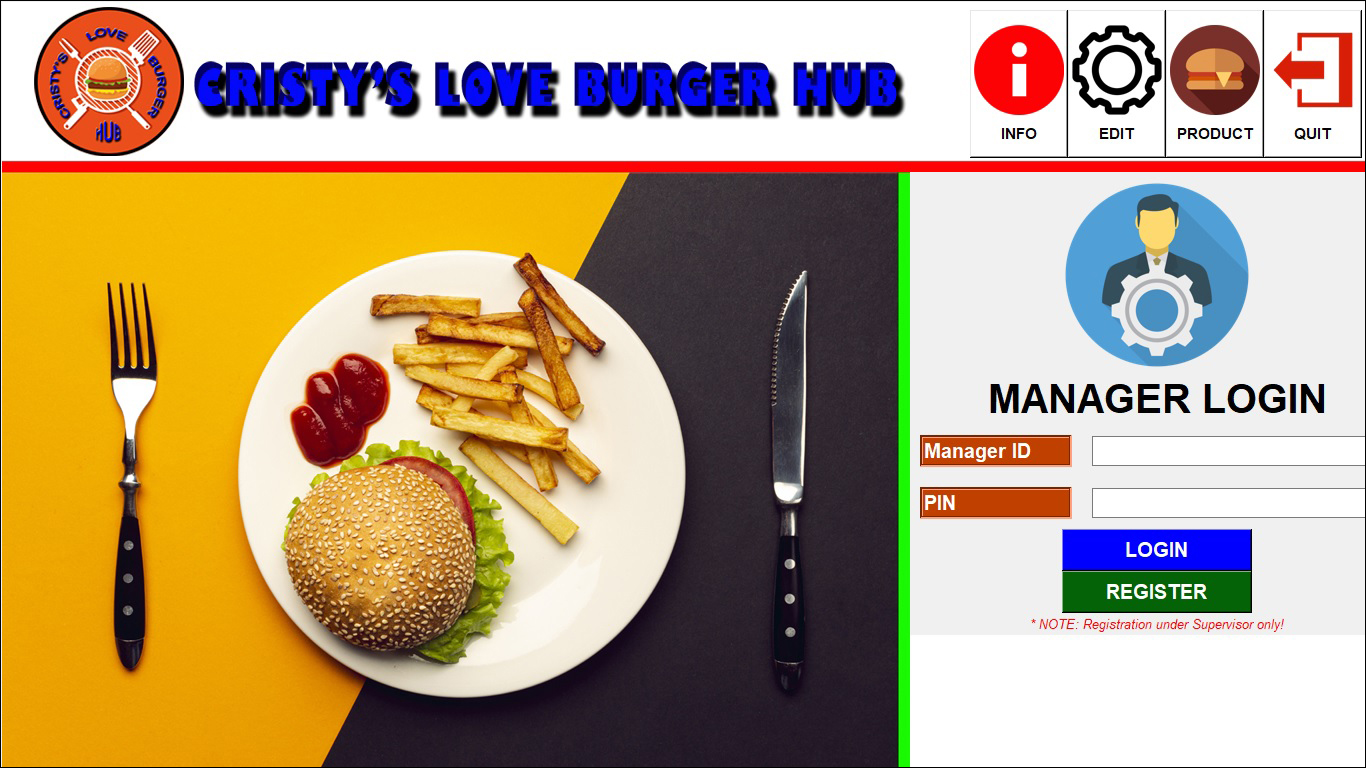 CRISTY'S LOVE BURGER HUB
CRISTY'S LOVE BURGER HUB
INFO
EDIT
PRODUCT
QUIT
MANAGER LOGIN
Manager ID
PIN
LOGIN
REGISTER
* NOTE: Registration under Supervisor only!